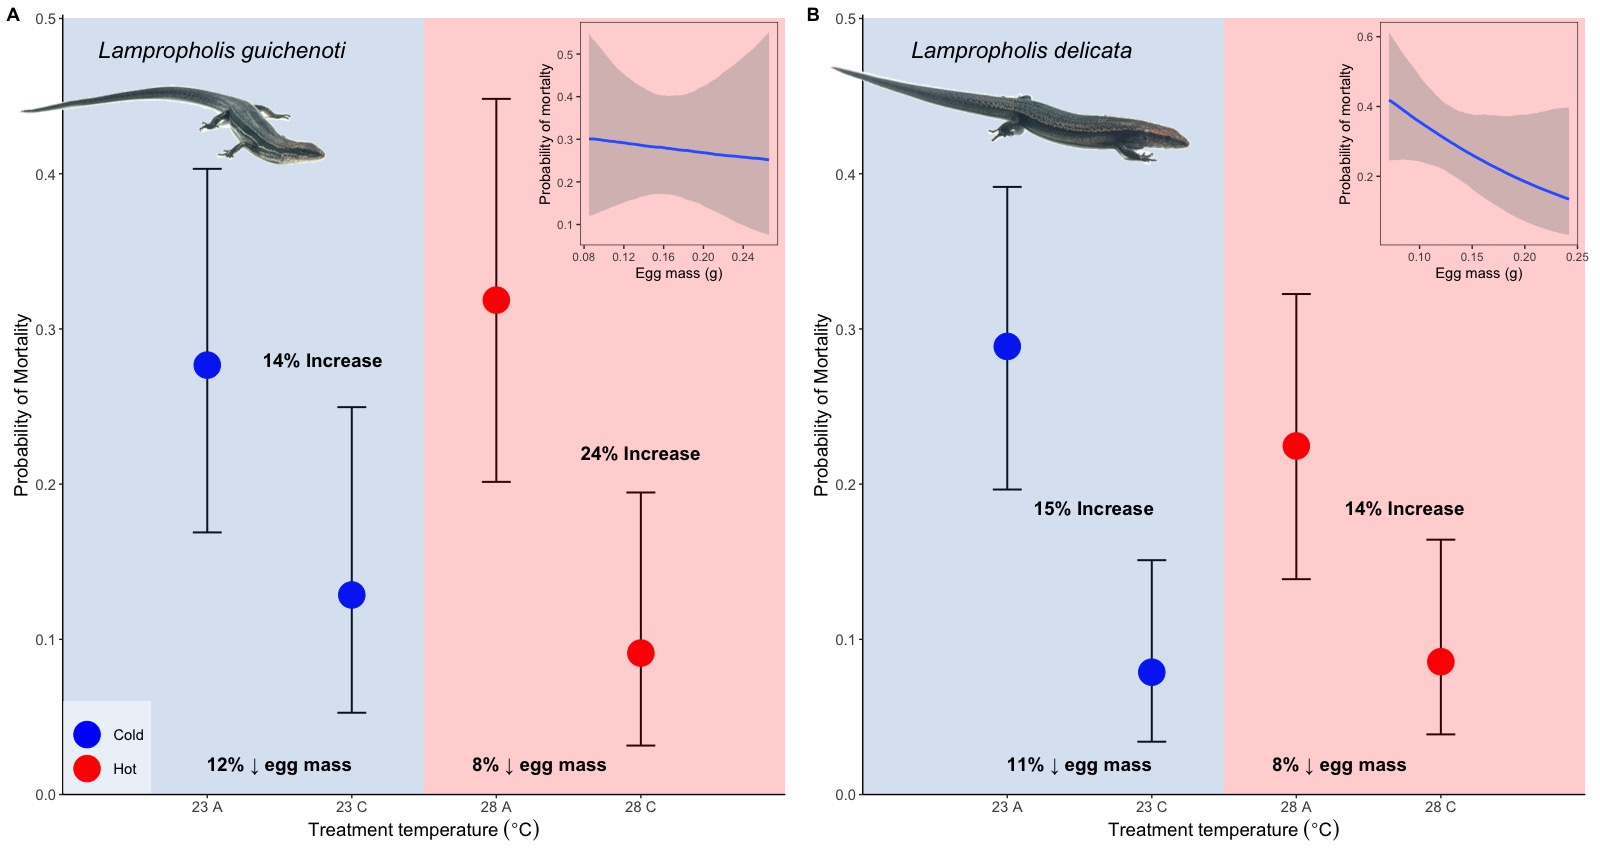 A
Lampropholis guichenoti
Probability of Mortality
0.5
0.4
0.3
0.2
0.1
0.0
14% Increase
24% Increase
Cold
Hot
12% ↓ egg mass
8% ↓ egg mass
23 A
23 C
28 A
28 C
Treatment temperature (°C)
Probability of mortalty
0.5
0.4
0.3
0.2
0.1
0.08
0.12
0.16
0.20
0.24
Egg mass (g)
B
Lampropholis delicata
Probability of Mortality
0.5
0.4
0.3
0.2
0.1
0.0
15% Increase
14% Increase
11% ↓ egg mass
8% ↓ egg mass
23 A
23 C
28 A
28 C
Treatment temperature (°C)
Probability of mortalty
0.6
0.4
0.2
0.10
0.15
0.20
0.25
Egg mass (g)